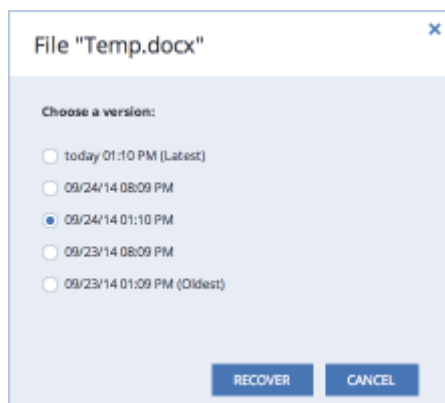 File "Temp.docx"
Choose a version:
today 01:10 PM (Latest)
09/24/14 08:09 PM
09/24/14 01:10 PM
09/23/14 08:09 PM
09/23/14 01:09 PM (Oldest)
RECOVER CANCEL